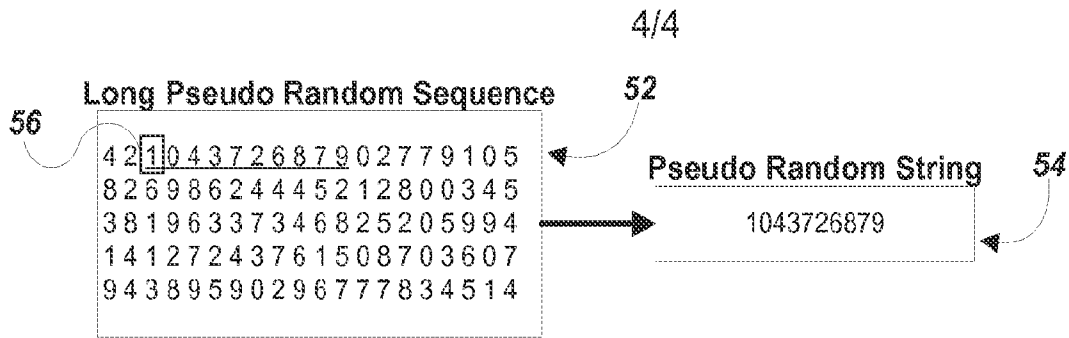 4/4
Long Pseudo Random Sequence
52
56
4 2 1 0 4 3 7 2 6 8 7 9 0 2 7 7 9 1 0 5
8 2 6 9 8 6 2 4 4 4 5 2 1 2 8 0 0 3 4 5
3 8 1 9 6 3 3 7 3 4 6 8 2 5 2 0 5 9 9 4
1 4 1 2 7 2 4 3 7 6 1 5 0 8 7 0 3 6 0 7
9 4 3 8 9 5 9 0 2 9 6 7 7 7 8 3 4 5 1 4
Pseudo Random String
54
1043726879